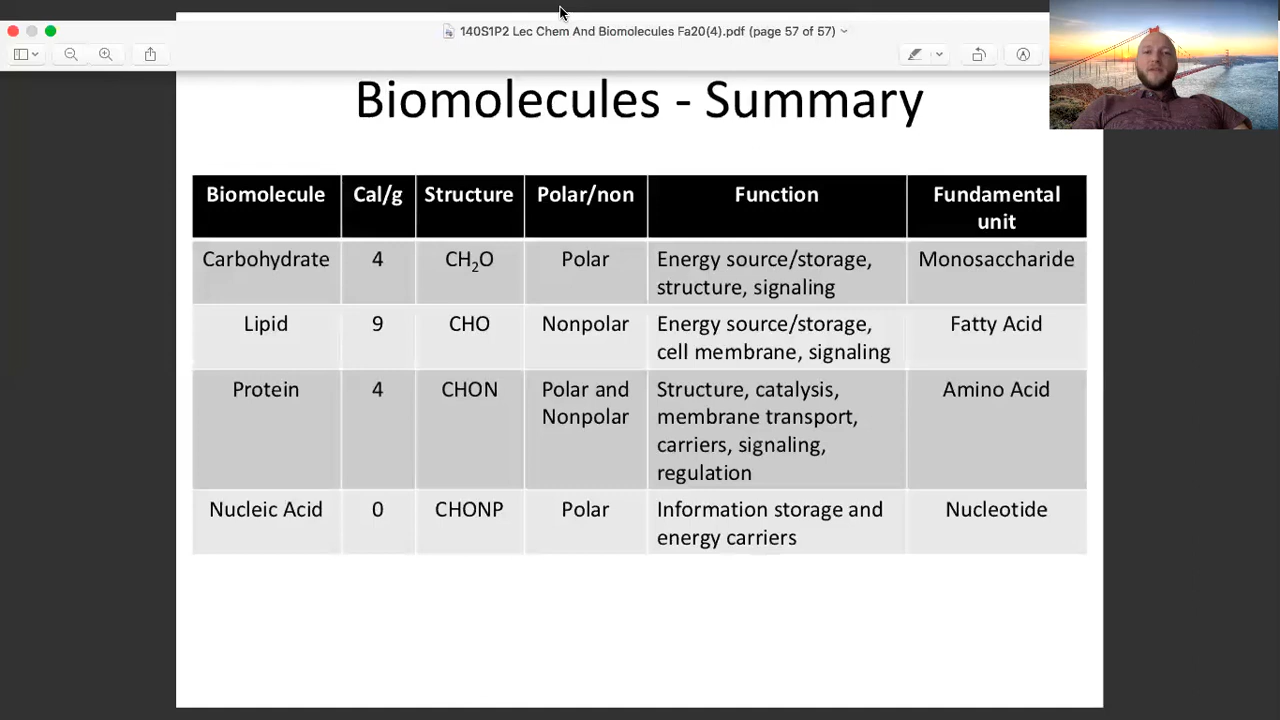 140S1P2 Lec Chem And Biomolecules Fa20(4).pdf (page 57 of 57)
Biomolecules - Summary
Biomolecule Cal/g Structure Polar/non Function Fundamental
unit
Carbohydrate 4 CH₂O Polar Energy source/storage, Monosaccharide
structure, signaling
Lipid 9 CHO Nonpolar Energy source/storage, Fatty Acid
cell membrane, signaling
Protein 4 CHON Polar and Structure, catalysis, Amino Acid
Nonpolar membrane transport,
carriers, signaling,
regulation
Nucleic Acid 0 CHONP Polar Information storage and Nucleotide
energy carriers